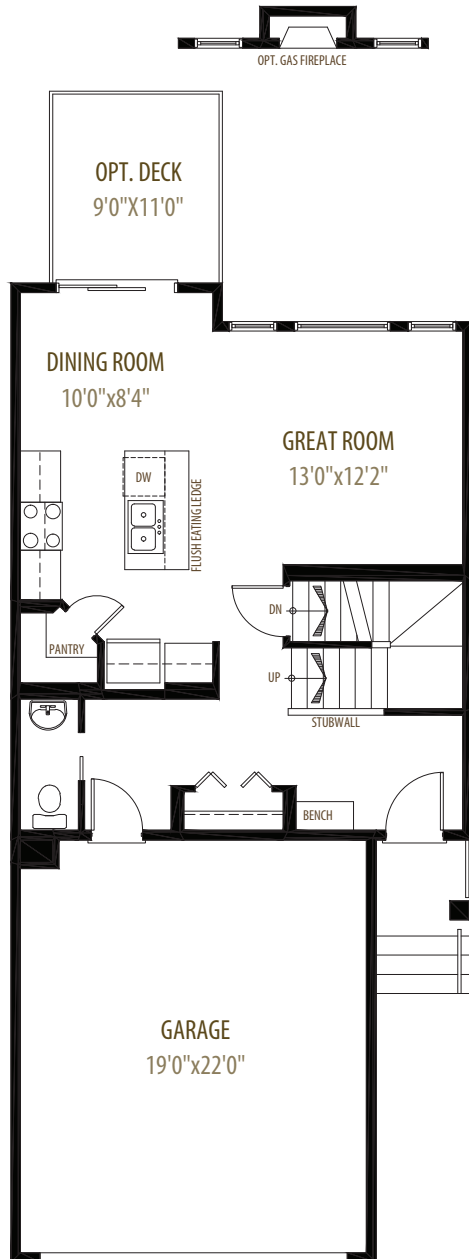 OPT. GAS FIREPLACE
OPT. DECK
9'0"X11'0"
DINING ROOM
10'0"x8'4"
GREAT ROOM
13'0"x12'2"
DW
FLUSH EATING LEDGE
DN
PANTRY
UP
STUBWALL
BENCH
GARAGE
19'0"x22'0"